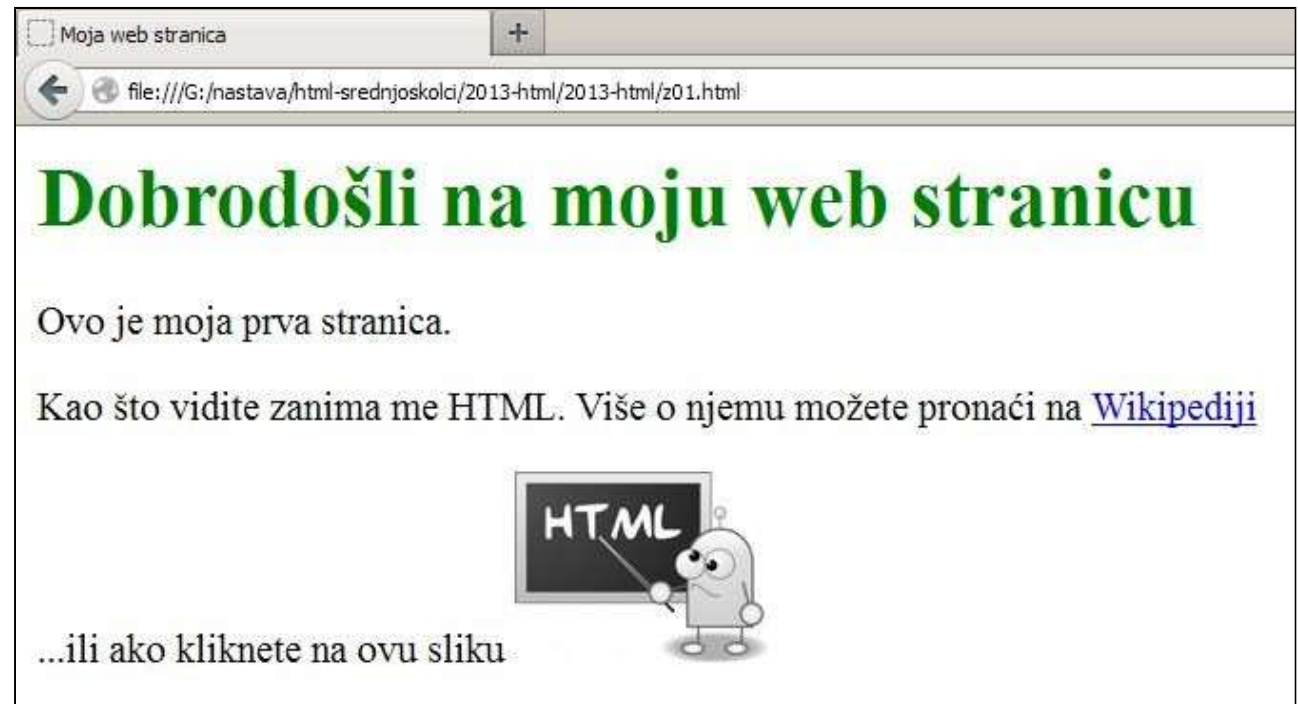 Moja web stranica
file:///G:/nastava/html-srednjoskolci/2013-html/2013-html/z01.html
Dobrodošli na moju web stranicu
Ovo je moja prva stranica.
Kao što vidite zanima me HTML. Više o njemu možete pronaći na Wikipediji
HTML
...ili ako kliknete na ovu sliku